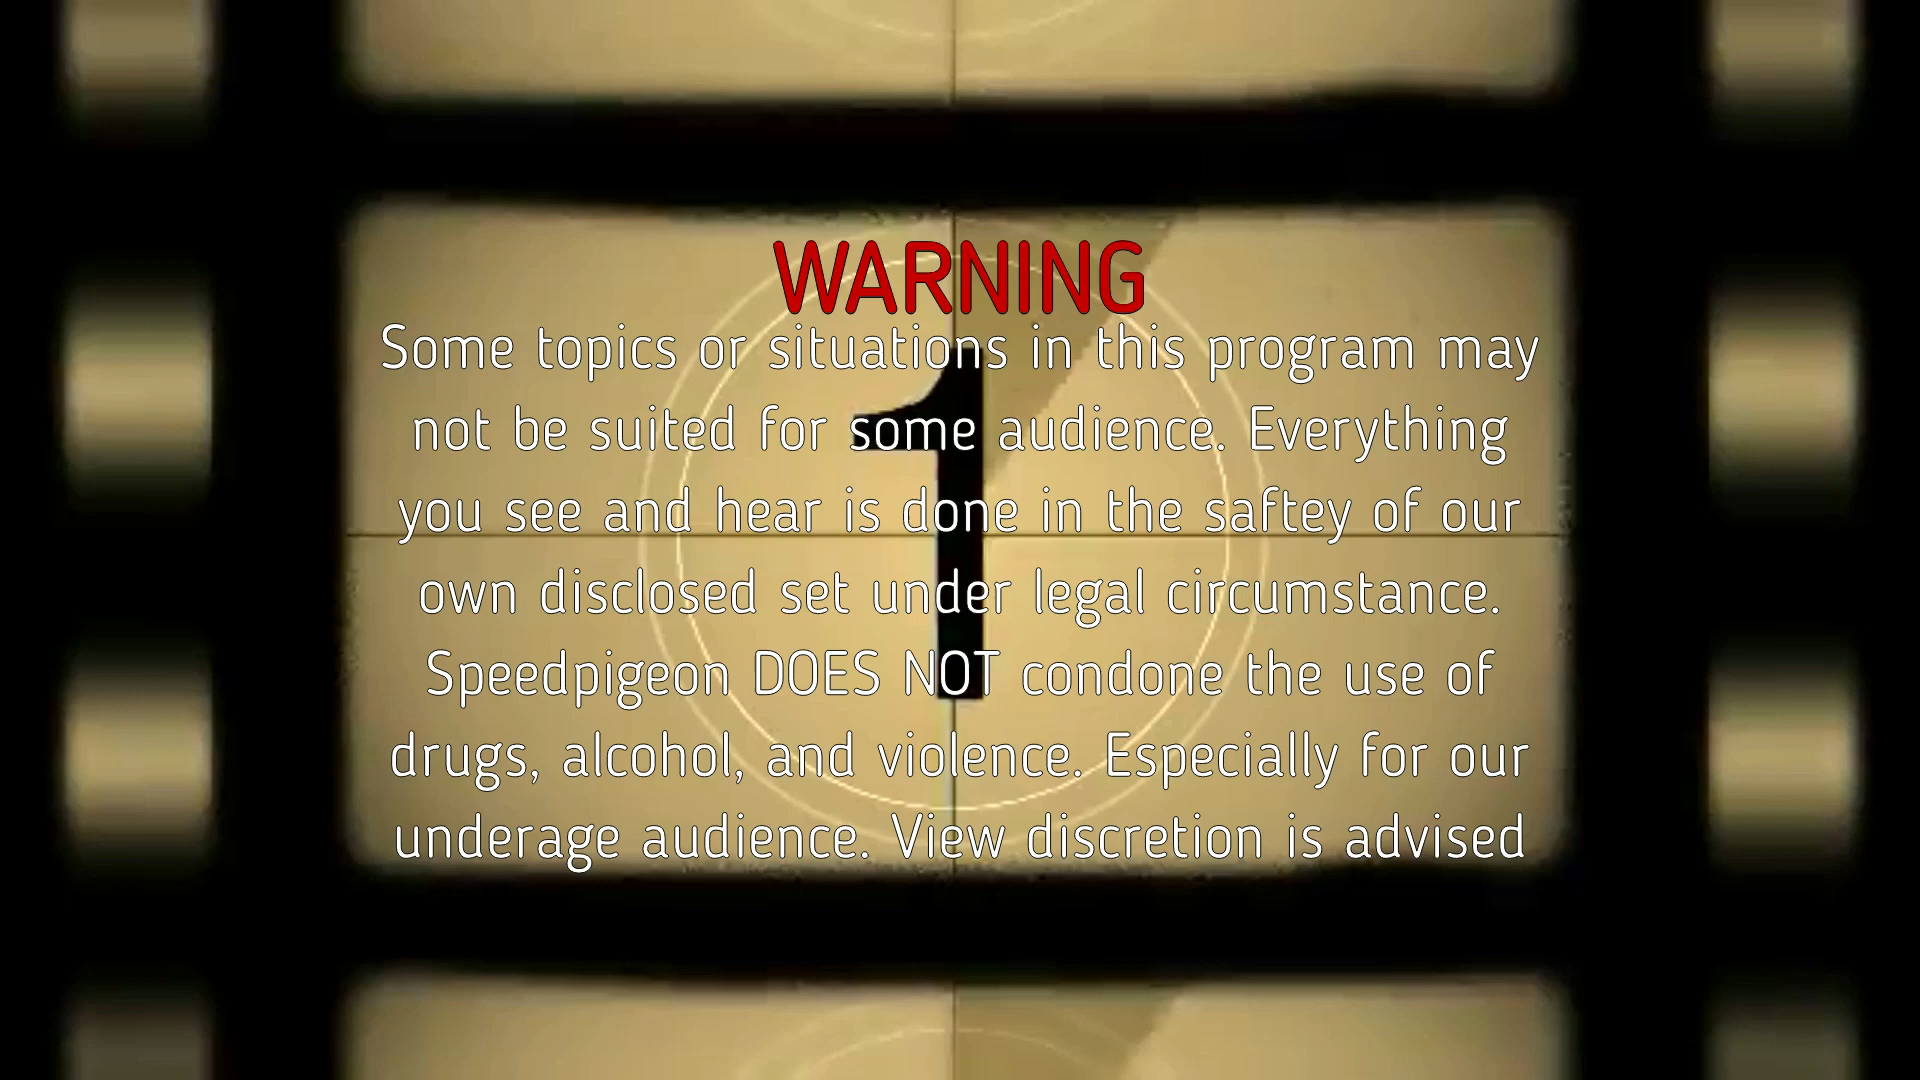 WARNING
Some topics or situations in this program may
not be suited for some audience. Everything
you see and hear is done in the saftey of our
own disclosed set under legal circumstance.
Speedpigeon DOES NOT condone the use of
drugs, alcohol, and violence. Especially for our
underage audience. View discretion is advised
1